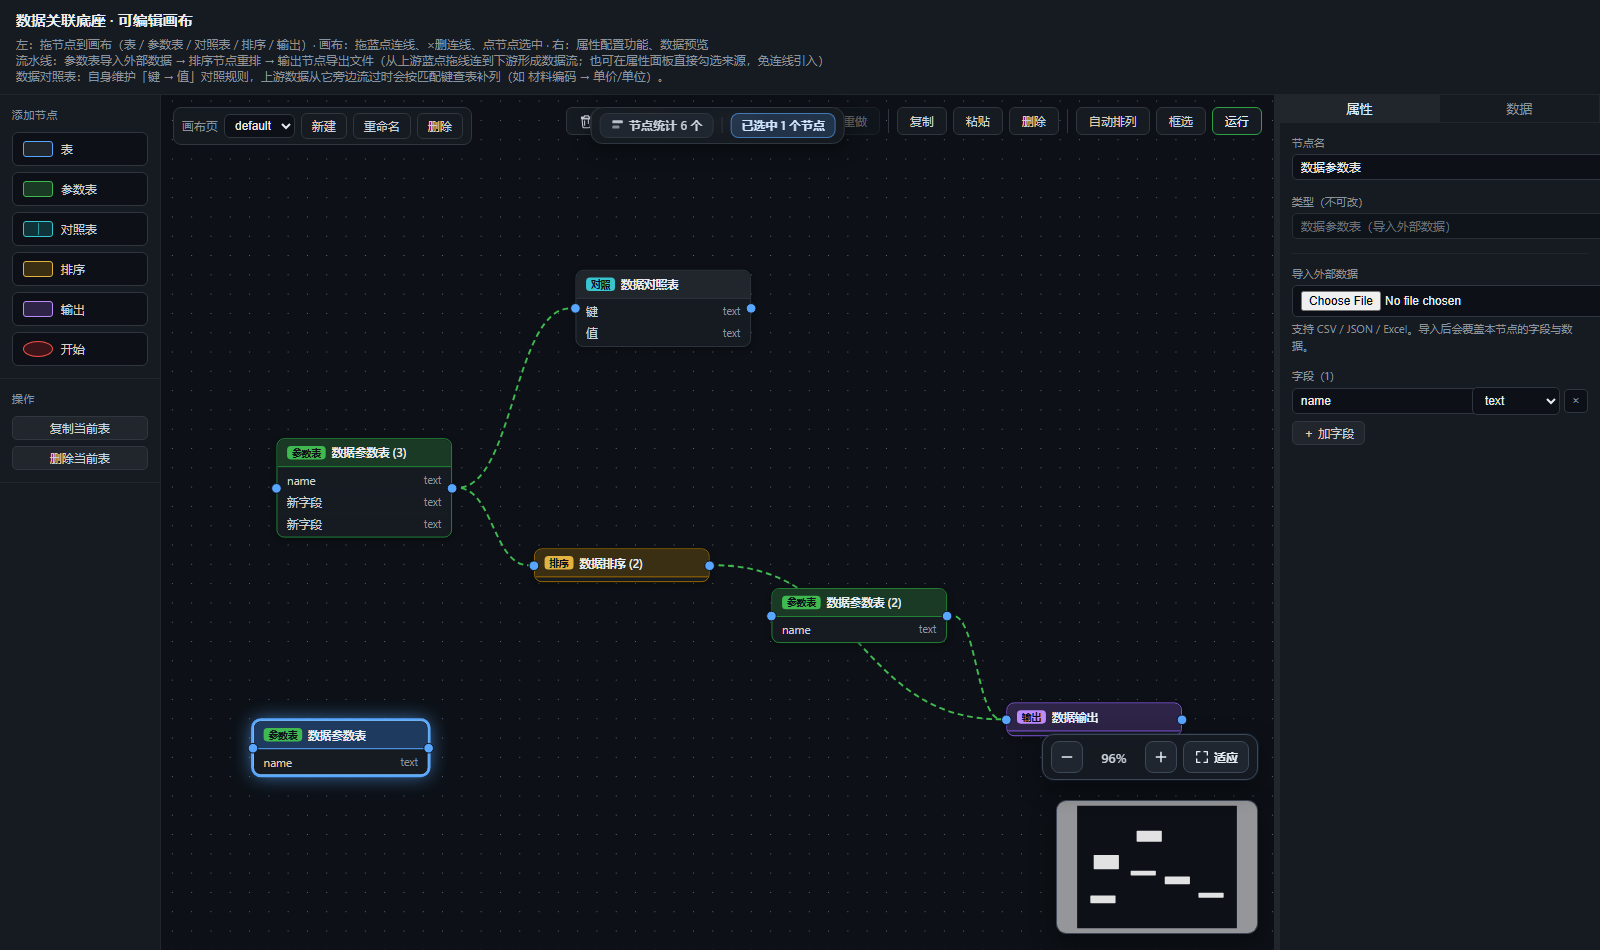 数据关联底座 · 可编辑画布
左：拖节点到画布（表 / 参数表 / 对照表 / 排序 / 输出）· 画布：拖蓝点连线、×删连线、点节点选中 · 右：属性配置功能、数据预览
流水线：参数表导入外部数据 → 排序节点重排 → 输出节点导出文件（从上游蓝点拖线连到下游形成数据流；也可在属性面板直接勾选来源，免连线引入）
数据对照表：自身维护「键 → 值」对照规则，上游数据从它旁边流过时会按匹配键查表补列（如 材料编码 → 单价/单位）。
添加节点
表
参数表
对照表
排序
输出
开始
操作
复制当前表
删除当前表
画布页
default
新建
重命名
删除
节点统计 6 个
已选中 1 个节点
重做
复制
粘贴
删除
自动排列
框选
运行
对照 数据对照表
键 text
值 text
参数表 数据参数表 (3)
name text
新字段 text
新字段 text
排序 数据排序 (2)
参数表 数据参数表 (2)
name text
输出 数据输出
参数表 数据参数表
name text
96%
适应
属性
数据
节点名
数据参数表
类型（不可改）
数据参数表（导入外部数据）
导入外部数据
Choose File No file chosen
支持 CSV / JSON / Excel。导入后会覆盖本节点的字段与数
据。
字段（1）
name text ×
+ 加字段